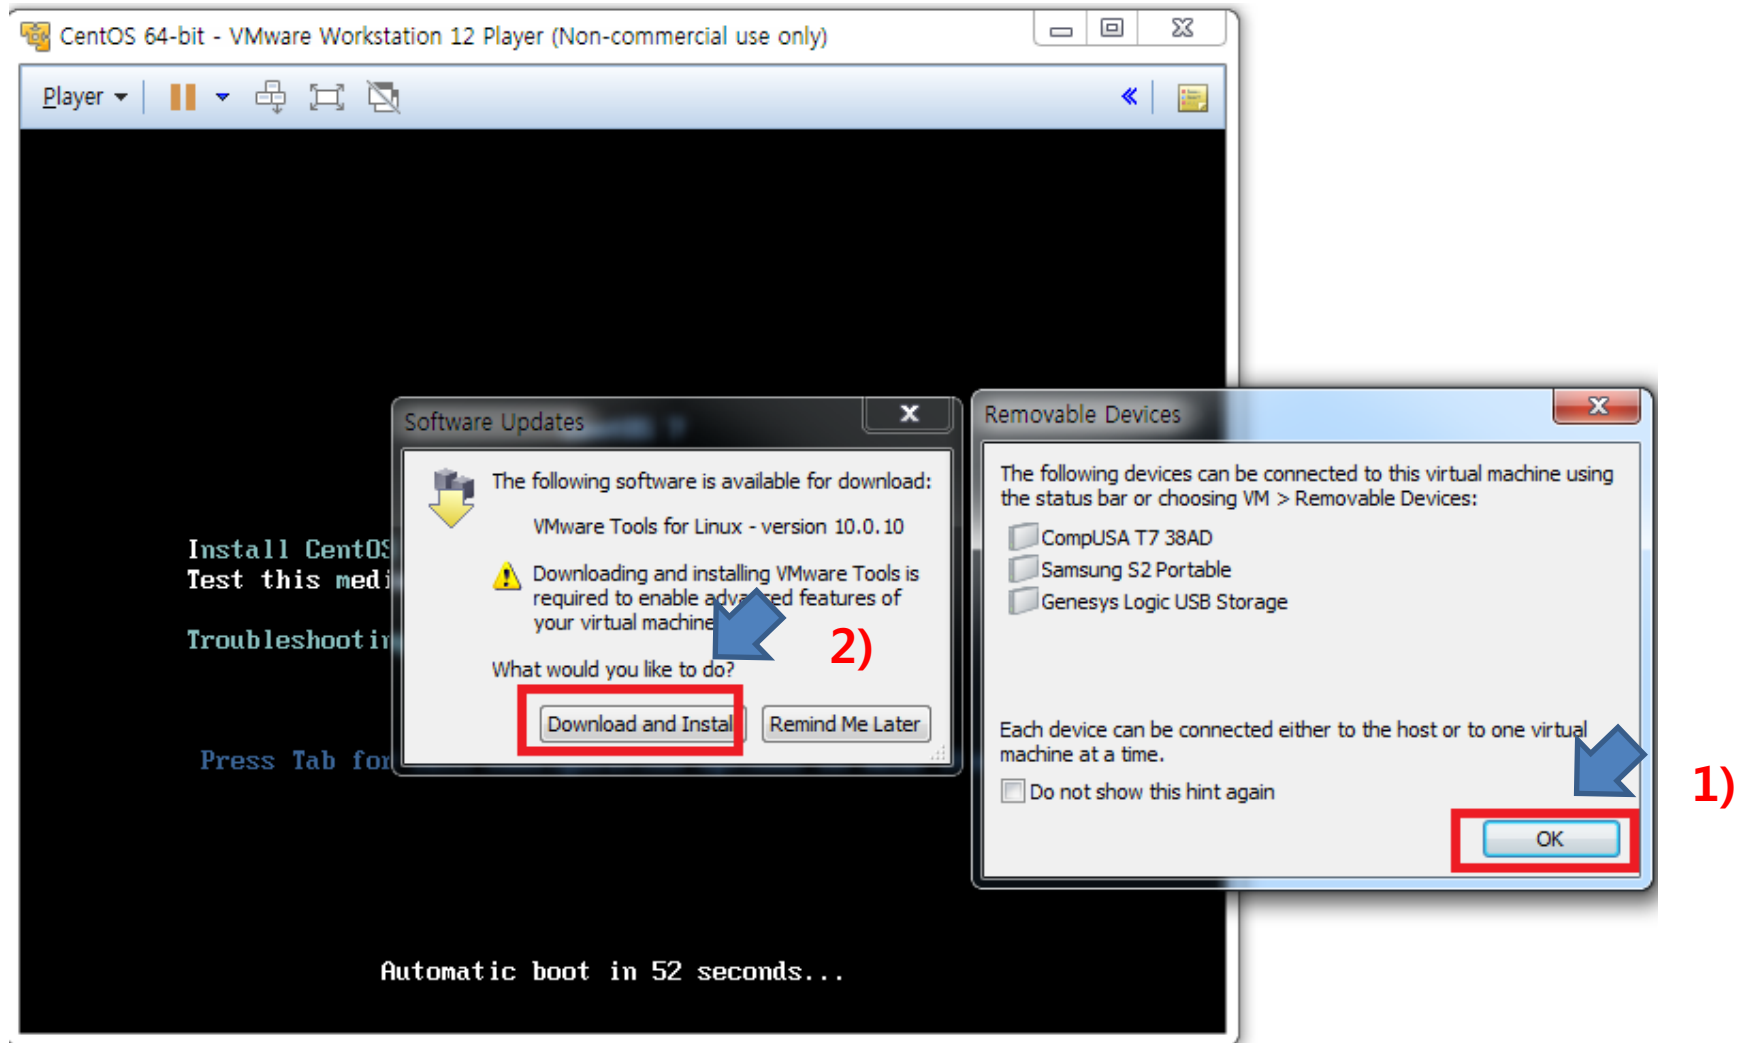 CentOS 64-bit - VMware Workstation 12 Player (Non-commercial use only)
Player
Software Updates
The following software is available for download:
VMware Tools for Linux - version 10.0.10
Downloading and installing VMware Tools is
required to enable advanced features of
your virtual machine
What would you like to do?
Download and Install
Remind Me Later
2)
Removable Devices
The following devices can be connected to this virtual machine using
the status bar or choosing VM > Removable Devices:
CompUSA T7 38AD
Samsung S2 Portable
Genesys Logic USB Storage
Each device can be connected either to the host or to one virtual
machine at a time.
Do not show this hint again
OK
1)
Install CentOS
Test this medi
Troubleshootin
Press Tab for
Automatic boot in 52 seconds...